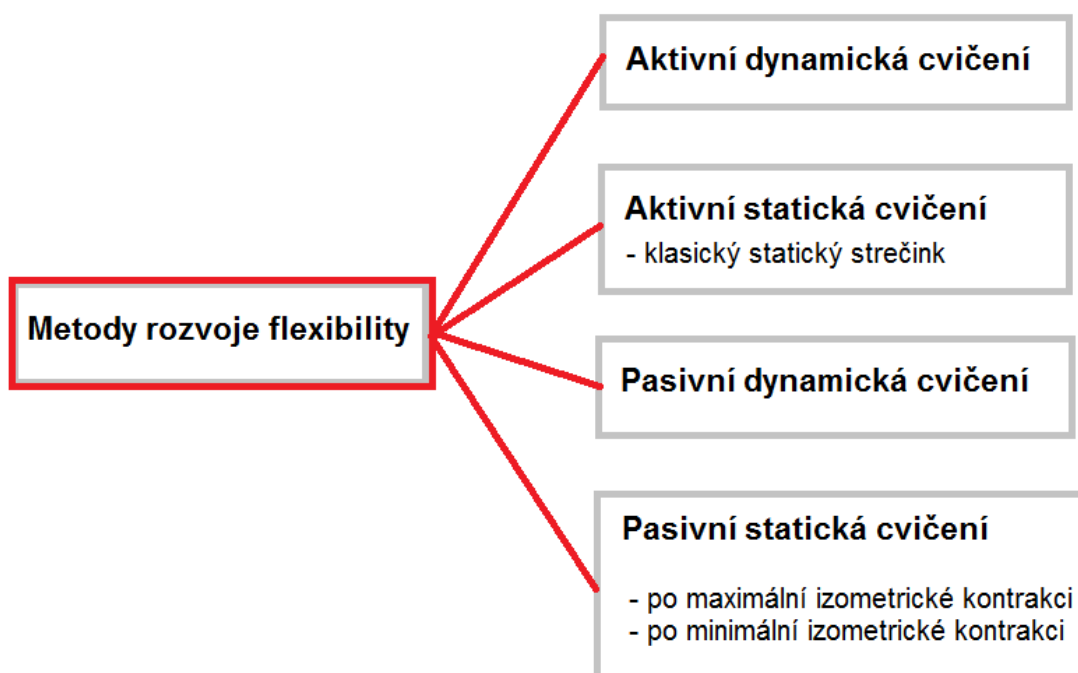 Metody rozvoje flexibility
Aktivní dynamická cvičení
Aktivní statická cvičení
- klasický statický strečink
Pasivní dynamická cvičení
Pasivní statická cvičení
- po maximální izometrické kontrakci
- po minimální izometrické kontrakci